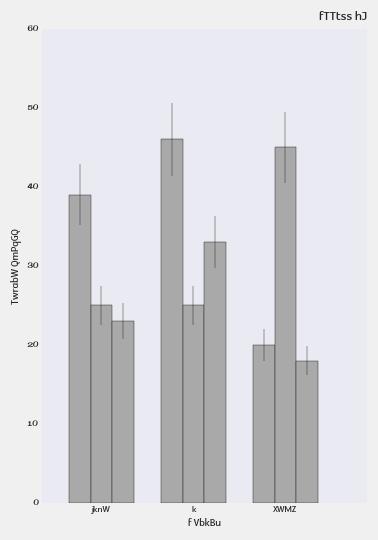 fTTtss hJ
60
50
40
30
20
10
0
TwrobW QmPqGQ
jknW
k
XWMZ
f VbkBu